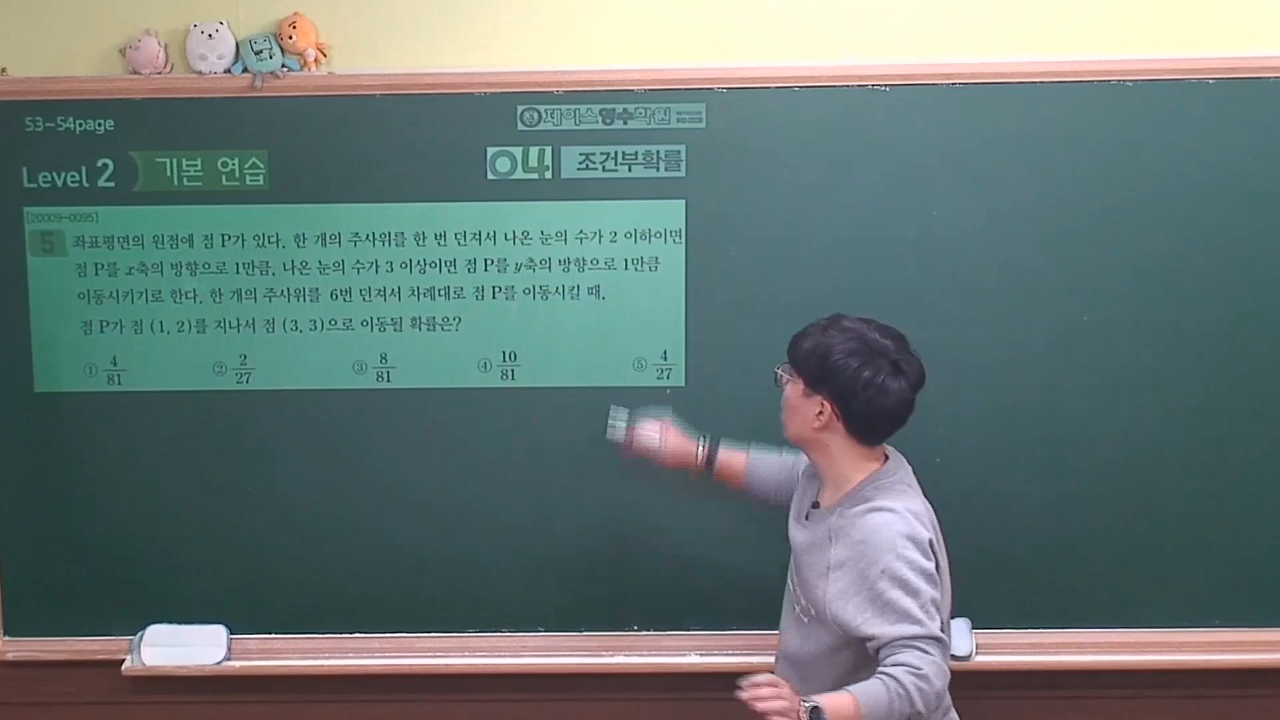 53~54page
제이스영수학원
Level 2 기본 연습
04 조건부확률
[20009-0095]
5 좌표평면의 원점에 점 P가 있다. 한 개의 주사위를 한 번 던져서 나온 눈의 수가 2 이하이면
점 P를 x축의 방향으로 1만큼, 나온 눈의 수가 3 이상이면 점 P를 y축의 방향으로 1만큼
이동시키기로 한다. 한 개의 주사위를 6번 던져서 차례대로 점 P를 이동시킬 때,
점 P가 점 (1, 2)를 지나서 점 (3, 3)으로 이동될 확률은?
① 4/81 ② 2/27 ③ 8/81 ④ 10/81 ⑤ 4/27